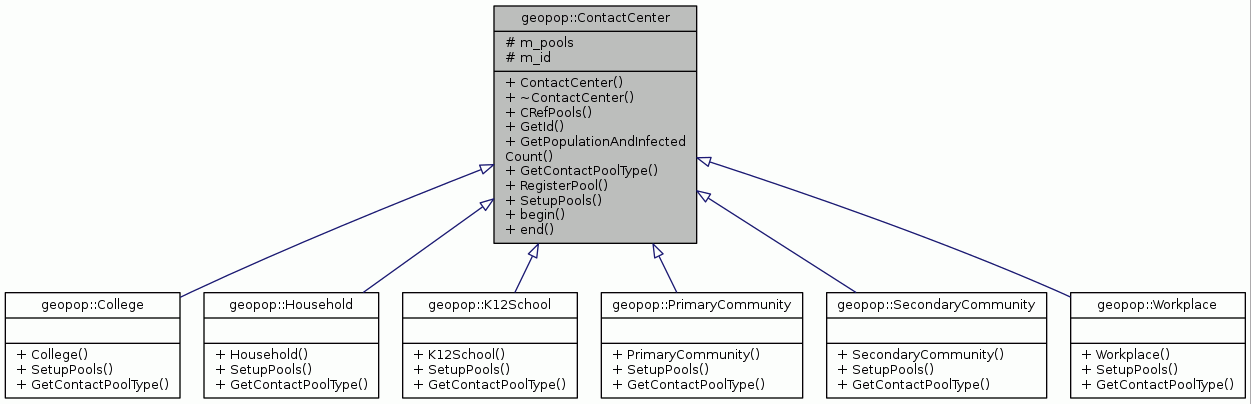 geopop::ContactCenter
# m_pools
# m_id
+ ContactCenter()
+ ~ContactCenter()
+ CRefPools()
+ GetId()
+ GetPopulationAndInfected
Count()
+ GetContactPoolType()
+ RegisterPool()
+ SetupPools()
+ begin()
+ end()
geopop::College
+ College()
+ SetupPools()
+ GetContactPoolType()
geopop::Household
+ Household()
+ SetupPools()
+ GetContactPoolType()
geopop::K12School
+ K12School()
+ SetupPools()
+ GetContactPoolType()
geopop::PrimaryCommunity
+ PrimaryCommunity()
+ SetupPools()
+ GetContactPoolType()
geopop::SecondaryCommunity
+ SecondaryCommunity()
+ SetupPools()
+ GetContactPoolType()
geopop::Workplace
+ Workplace()
+ SetupPools()
+ GetContactPoolType()